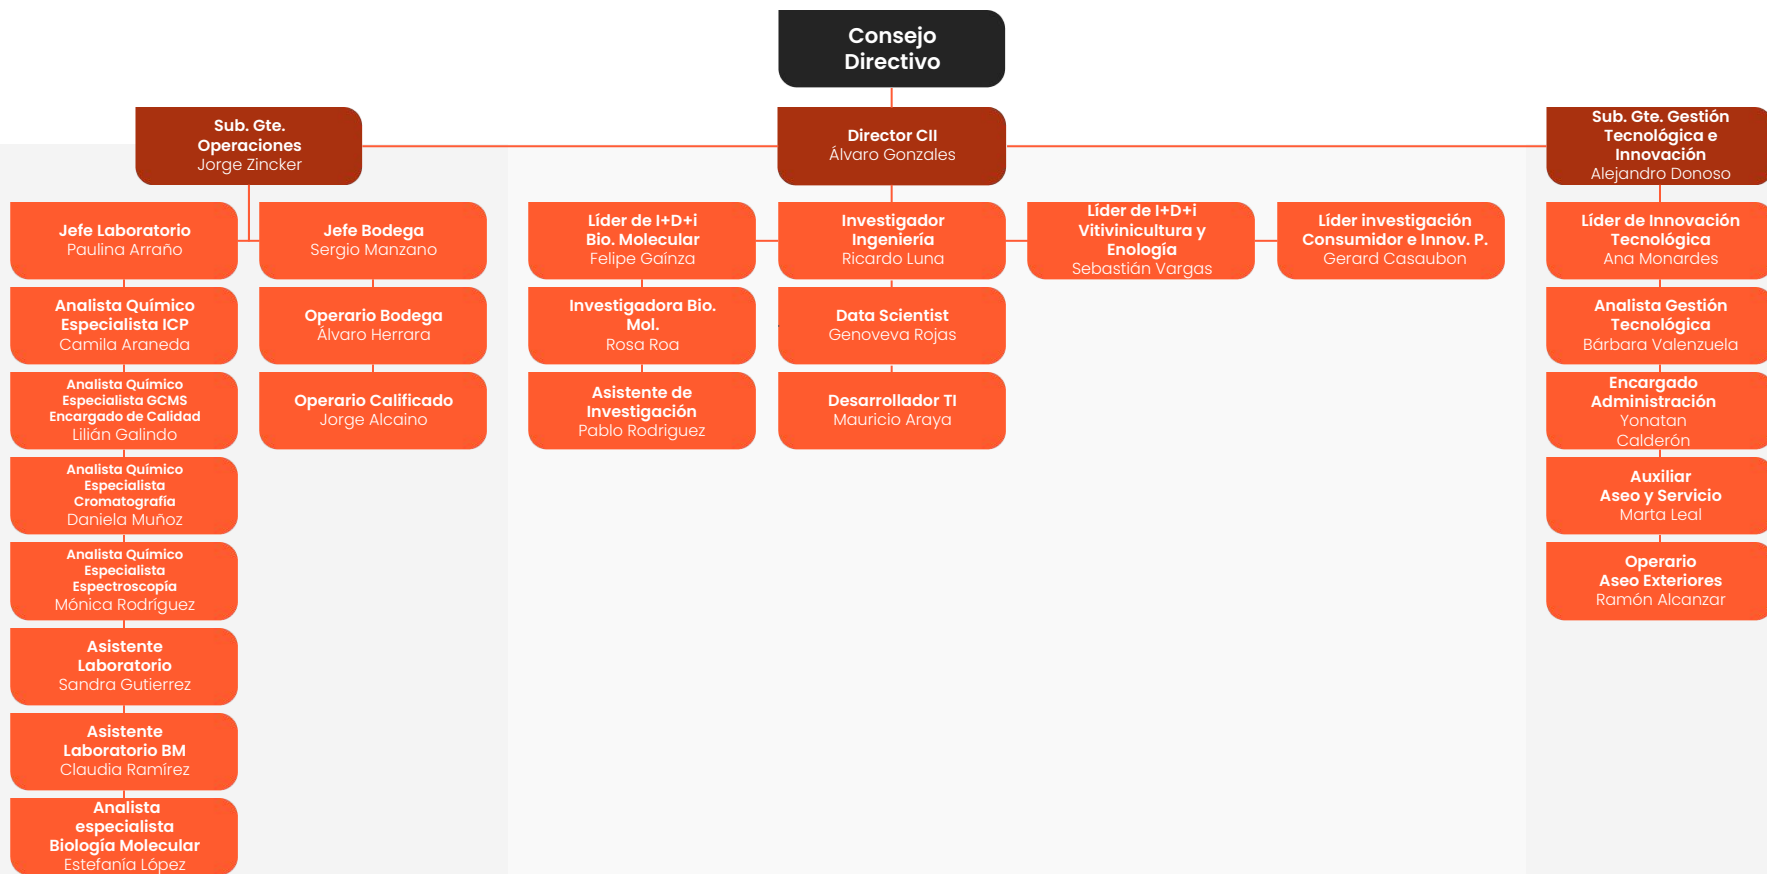 Consejo
Directivo
Sub. Gte.
Operaciones
Jorge Zincker
Director CII
Álvaro Gonzales
Sub. Gte. Gestión
Tecnológica e
Innovación
Alejandro Donoso
Jefe Laboratorio
Paulina Arraño
Jefe Bodega
Sergio Manzano
Líder de I+D+i
Bio. Molecular
Felipe Gaínza
Investigador
Ingeniería
Ricardo Luna
Líder de I+D+i
Vitivinicultura y
Enología
Sebastián Vargas
Líder investigación
Consumidor e Innov. P.
Gerard Casaubon
Líder de Innovación
Tecnológica
Ana Monardes
Analista Químico
Especialista ICP
Camila Araneda
Operario Bodega
Álvaro Herrara
Investigadora Bio.
Mol.
Rosa Roa
Data Scientist
Genoveva Rojas
Analista Gestión
Tecnológica
Bárbara Valenzuela
Analista Químico
Especialista GCMS
Encargado de Calidad
Lilián Galindo
Operario Calificado
Jorge Alcaino
Asistente de
Investigación
Pablo Rodriguez
Desarrollador TI
Mauricio Araya
Encargado
Administración
Yonatan
Calderón
Analista Químico
Especialista
Cromatografía
Daniela Muñoz
Auxiliar
Aseo y Servicio
Marta Leal
Analista Químico
Especialista
Espectroscopía
Mónica Rodríguez
Operario
Aseo Exteriores
Ramón Alcanzar
Asistente
Laboratorio
Sandra Gutierrez
Asistente
Laboratorio BM
Claudia Ramírez
Analista
especialista
Biología Molecular
Estefanía López